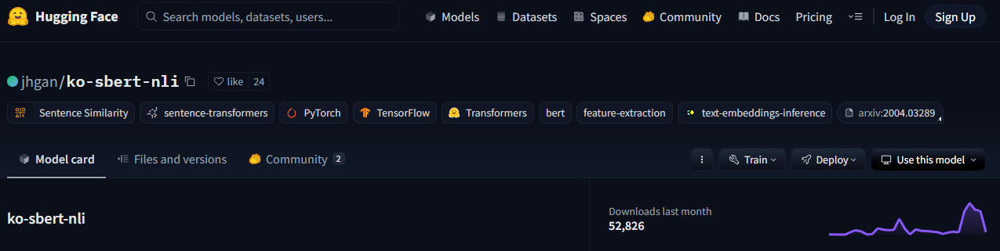 Hugging Face Search models, datasets, users... Models Datasets Spaces Community Docs Pricing Log In Sign Up
jhgan/ko-sbert-nli like 24
Sentence Similarity sentence-transformers PyTorch TensorFlow Transformers bert feature-extraction text-embeddings-inference arxiv:2004.03289
Model card Files and versions Community 2 Train Deploy Use this model
ko-sbert-nli
Downloads last month
52,826